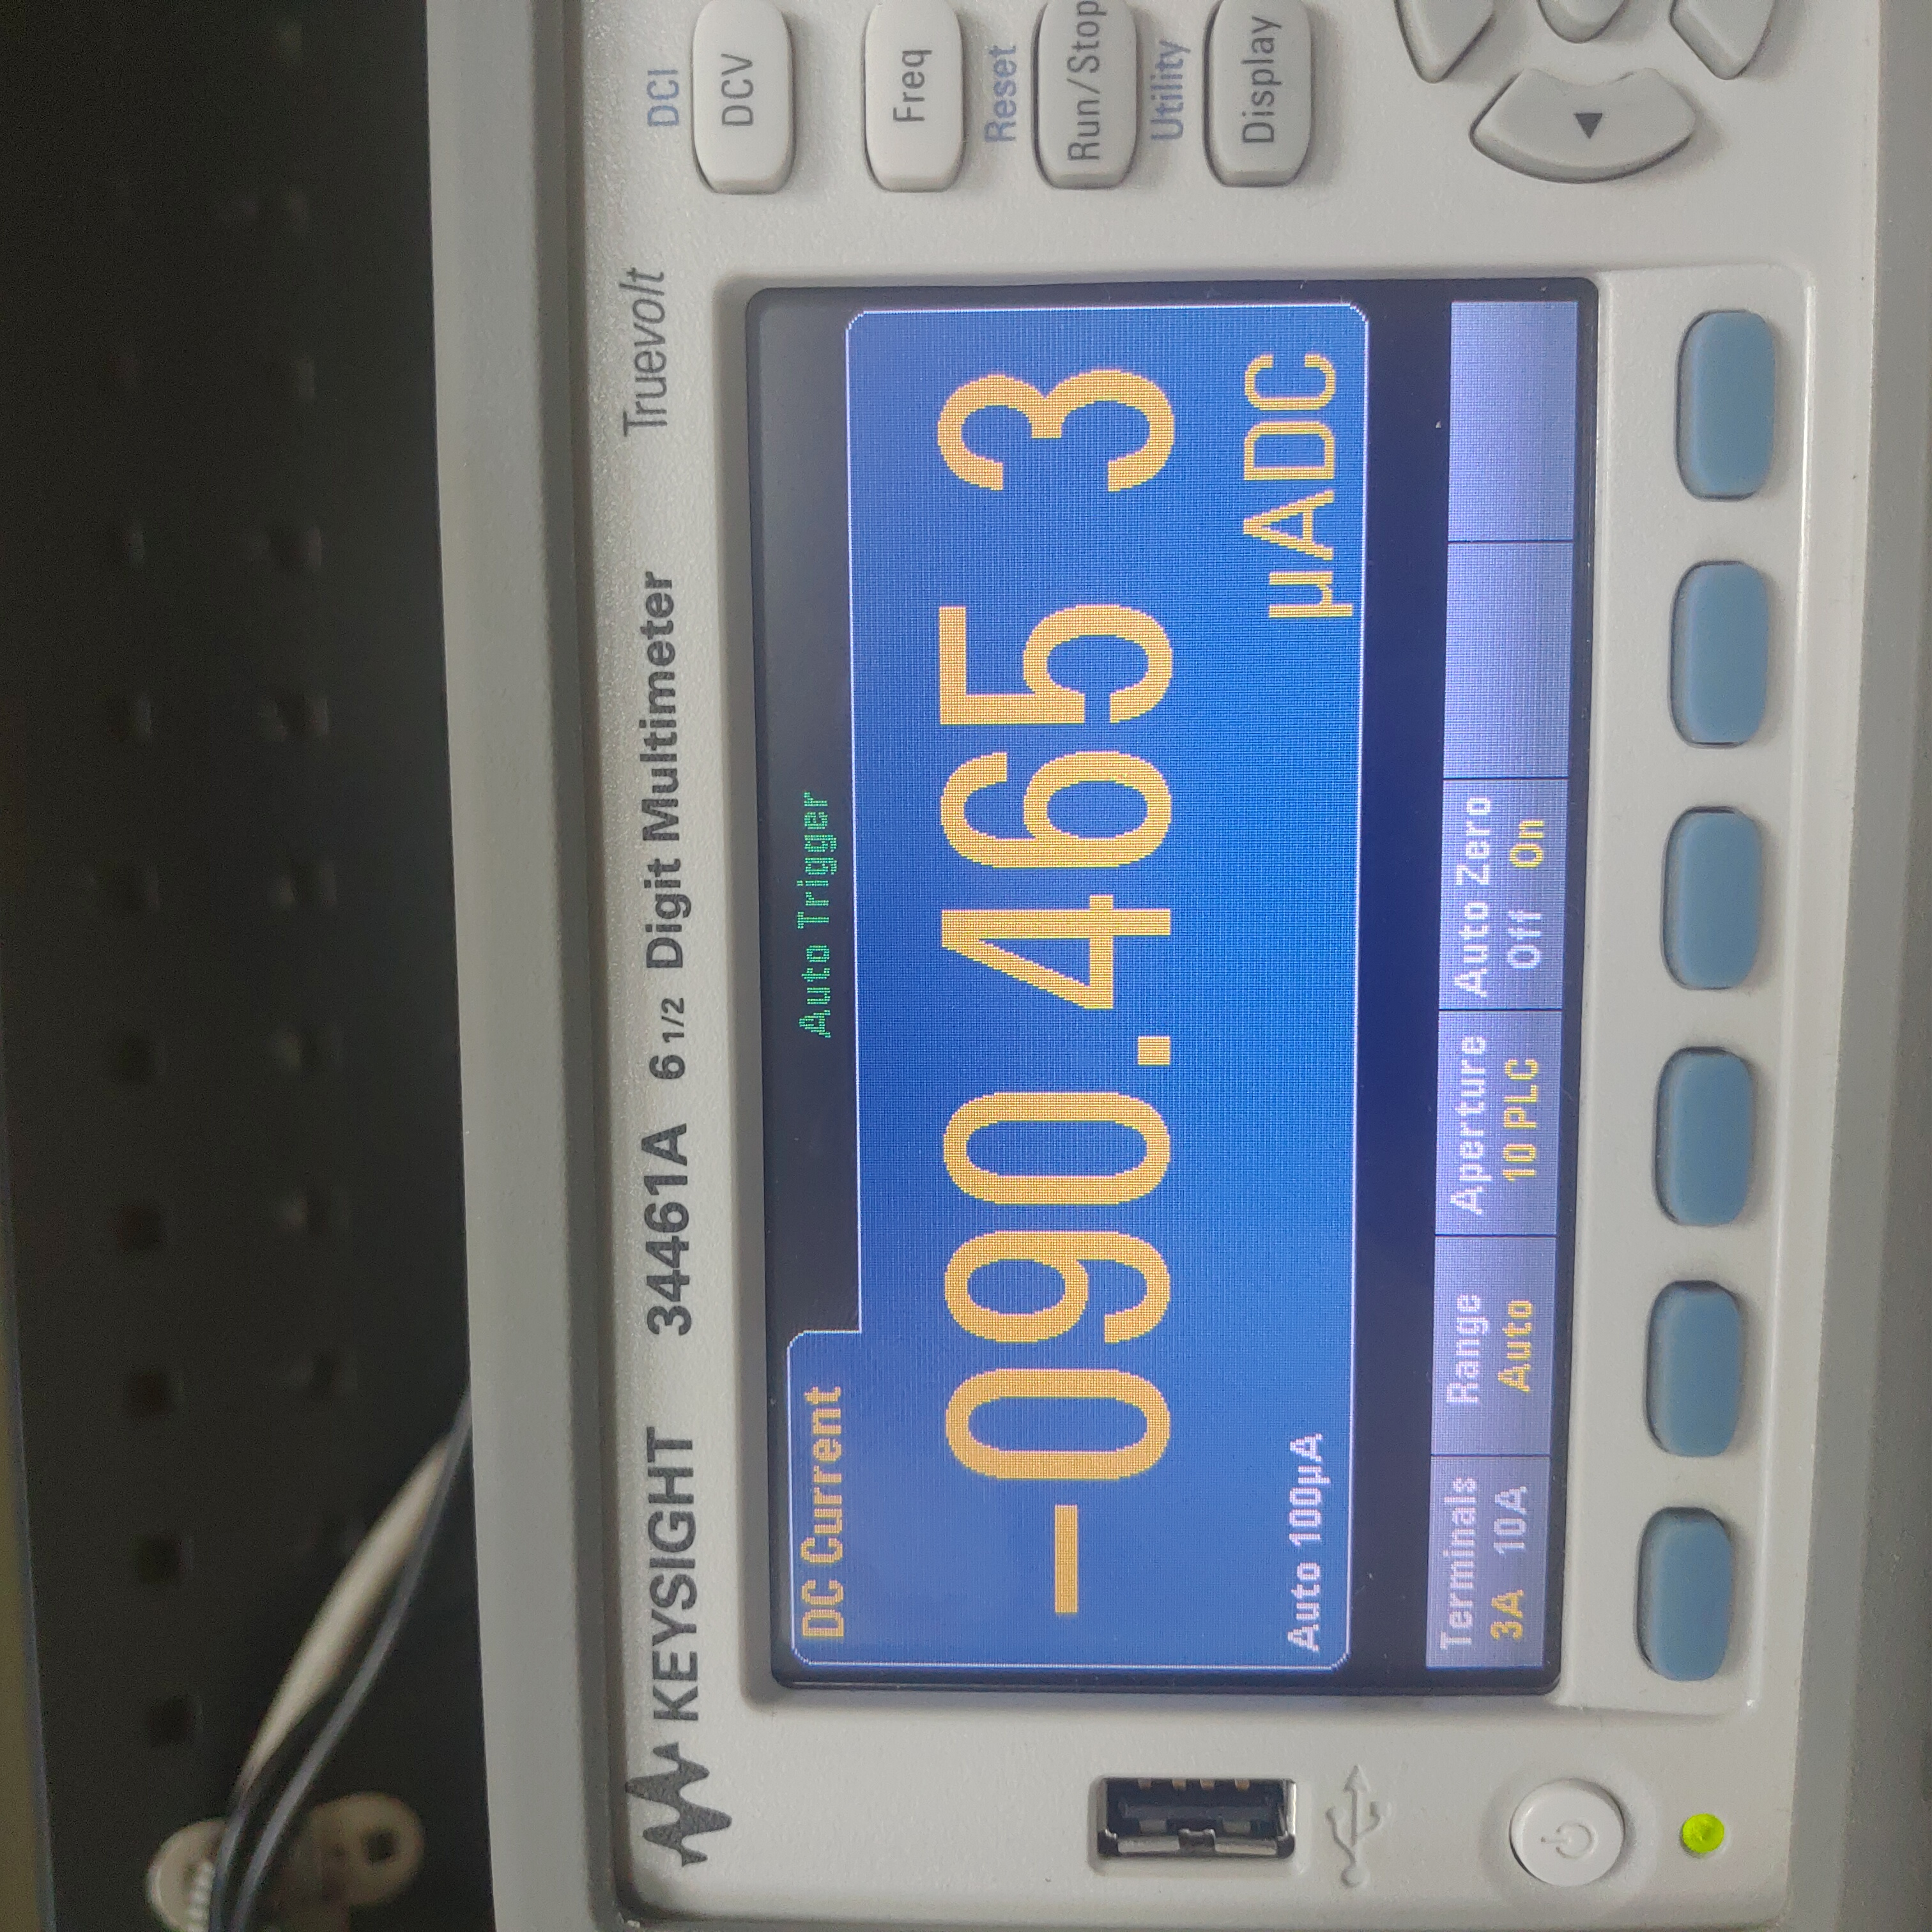 KEYSIGHT 34461A 6 1/2 Digit Multimeter Truevolt
DCI
DCV
Freq
Reset
Run/Stop
Utility
Display
DC Current
Auto Trigger
-090.465 3
µADC
Auto 100µA
Terminals
3A 10A
Range
Auto
Aperture
10 PLC
Auto Zero
Off On